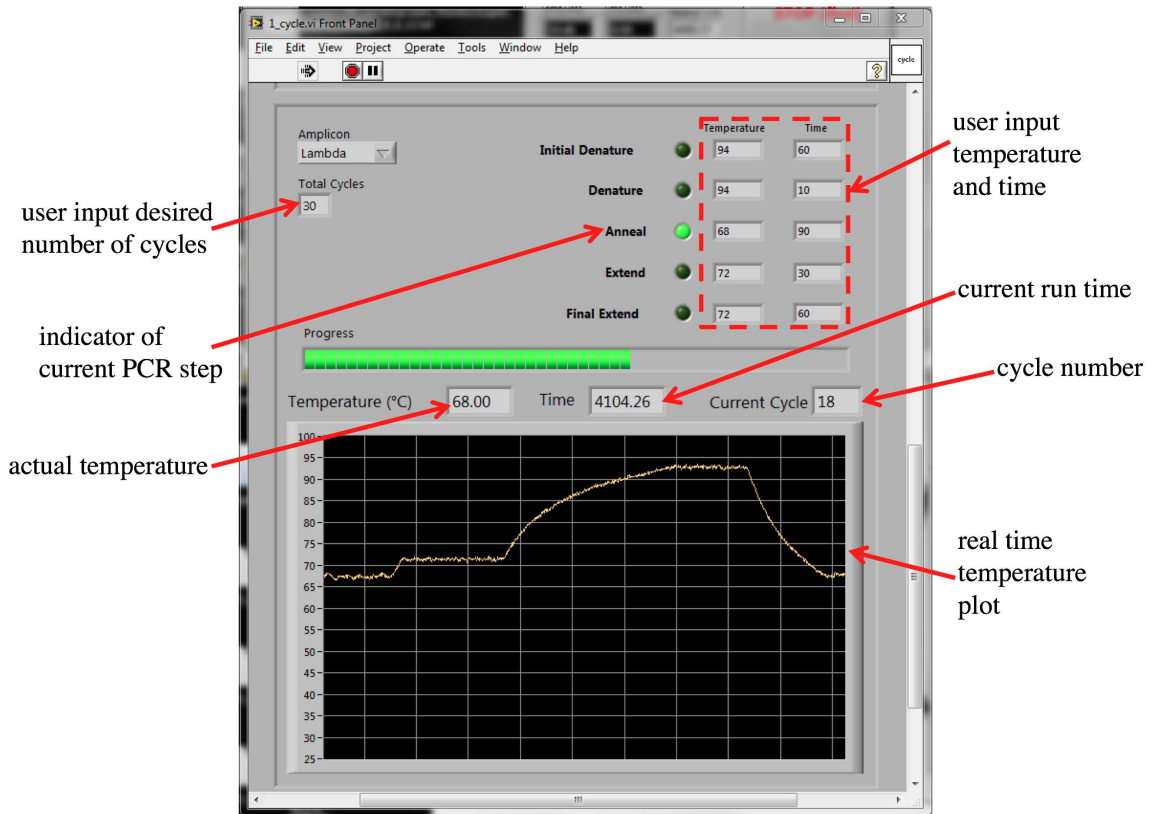 1_cycle.vi Front Panel
File Edit View Project Operate Tools Window Help
cycle
Amplicon
Lambda
Total Cycles
30
Temperature Time
Initial Denature 94 60
Denature 94 10
Anneal 68 90
Extend 72 30
Final Extend 72 60
Progress
Temperature (°C) 68.00 Time 4104.26 Current Cycle 18
100
95
90
85
80
75
70
65
60
55
50
45
40
35
30
25
user input desired
number of cycles
indicator of
current PCR step
actual temperature
user input
temperature
and time
current run time
cycle number
real time
temperature
plot